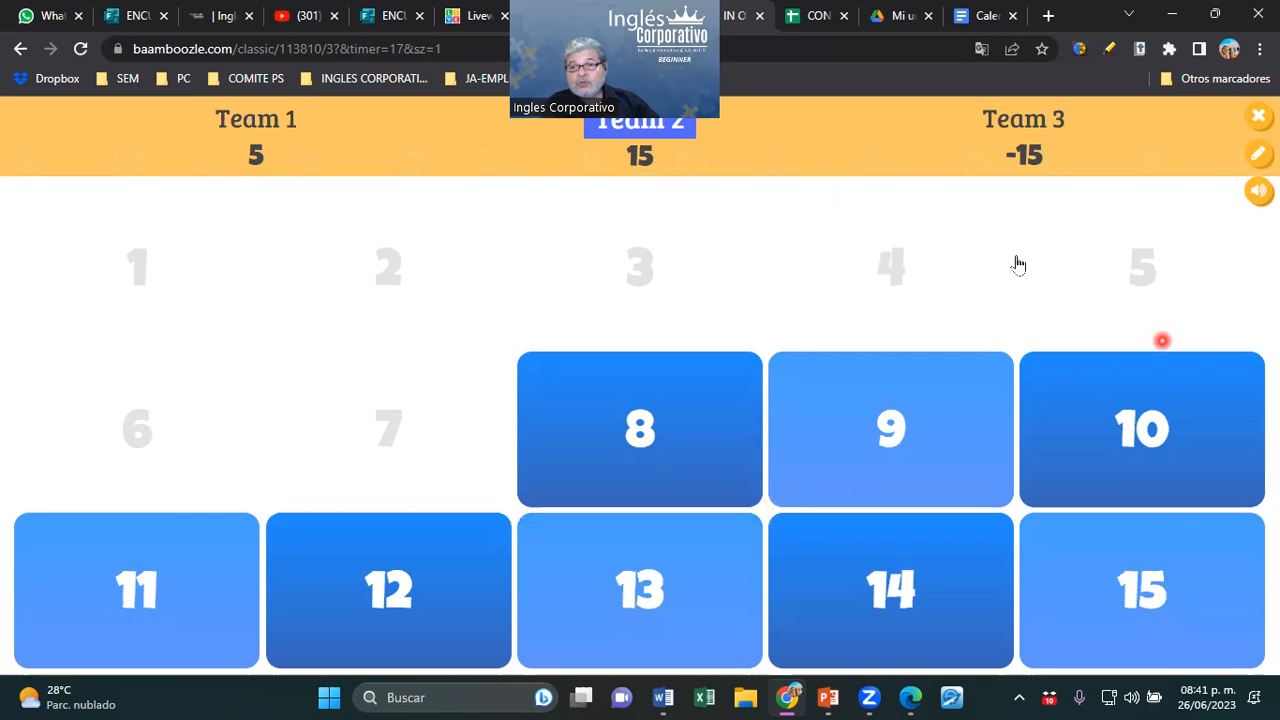 ENCU
| Ingl
(301)
ENCU
Livew
IN C
CON
Mi un
Caler
baamboozle.com/classic/113810/3?&timer=17&sz=1
Dropbox
SEM
PC
COMITE PS
INGLES CORPORATI...
JA-EMPL
Otros marcadores
Inglés
Corporativo
BEGINNER
Ingles Corporativo
Team 1
5
Team 2
15
Team 3
-15
1 2 3 4 5
6 7 8 9 10
11 12 13 14 15
28°C
Parc. nublado
Buscar
10
08:41 p. m.
26/06/2023